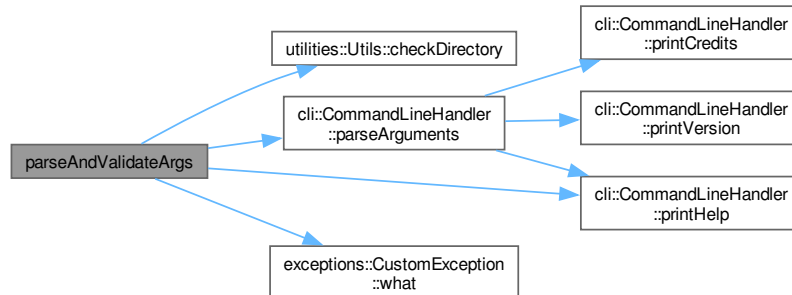 parseAndValidateArgs
utilities::Utils::checkDirectory
cli::CommandLineHandler
::parseArguments
exceptions::CustomException
::what
cli::CommandLineHandler
::printCredits
cli::CommandLineHandler
::printVersion
cli::CommandLineHandler
::printHelp